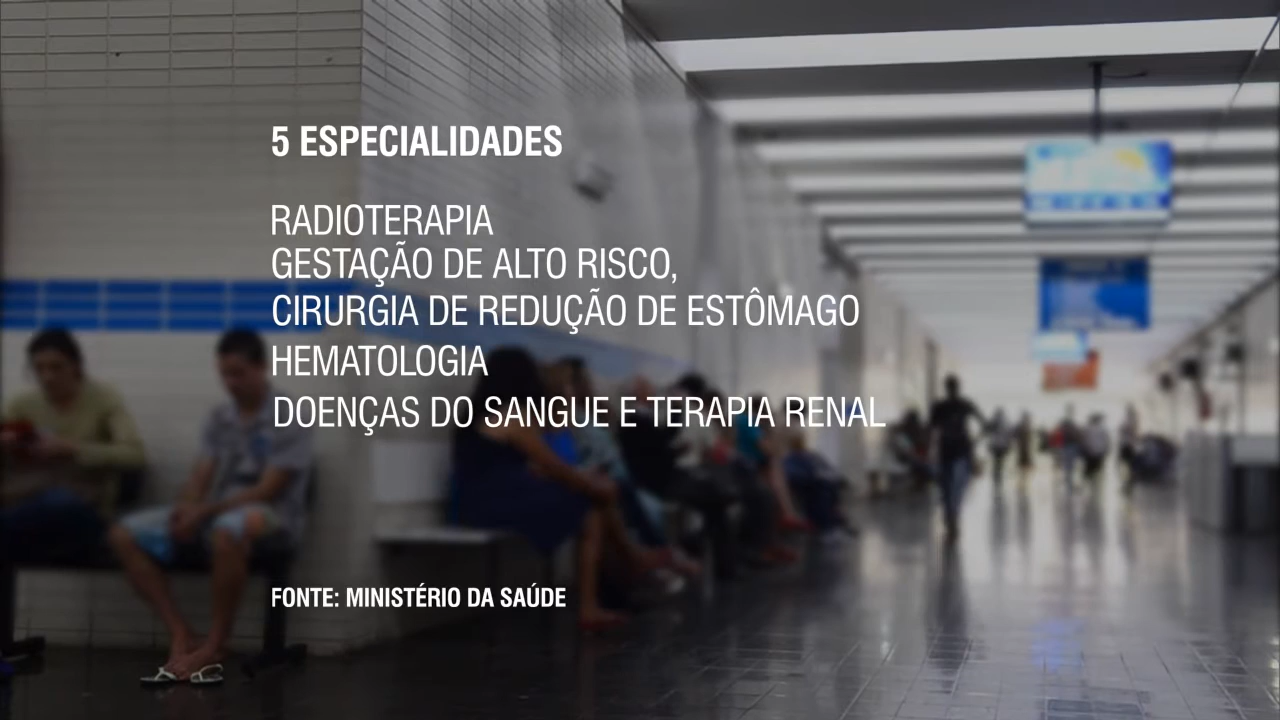 5 ESPECIALIDADES
RADIOTERAPIA
GESTAÇÃO DE ALTO RISCO,
CIRURGIA DE REDUÇÃO DE ESTÔMAGO
HEMATOLOGIA
DOENÇAS DO SANGUE E TERAPIA RENAL
FONTE: MINISTÉRIO DA SAÚDE